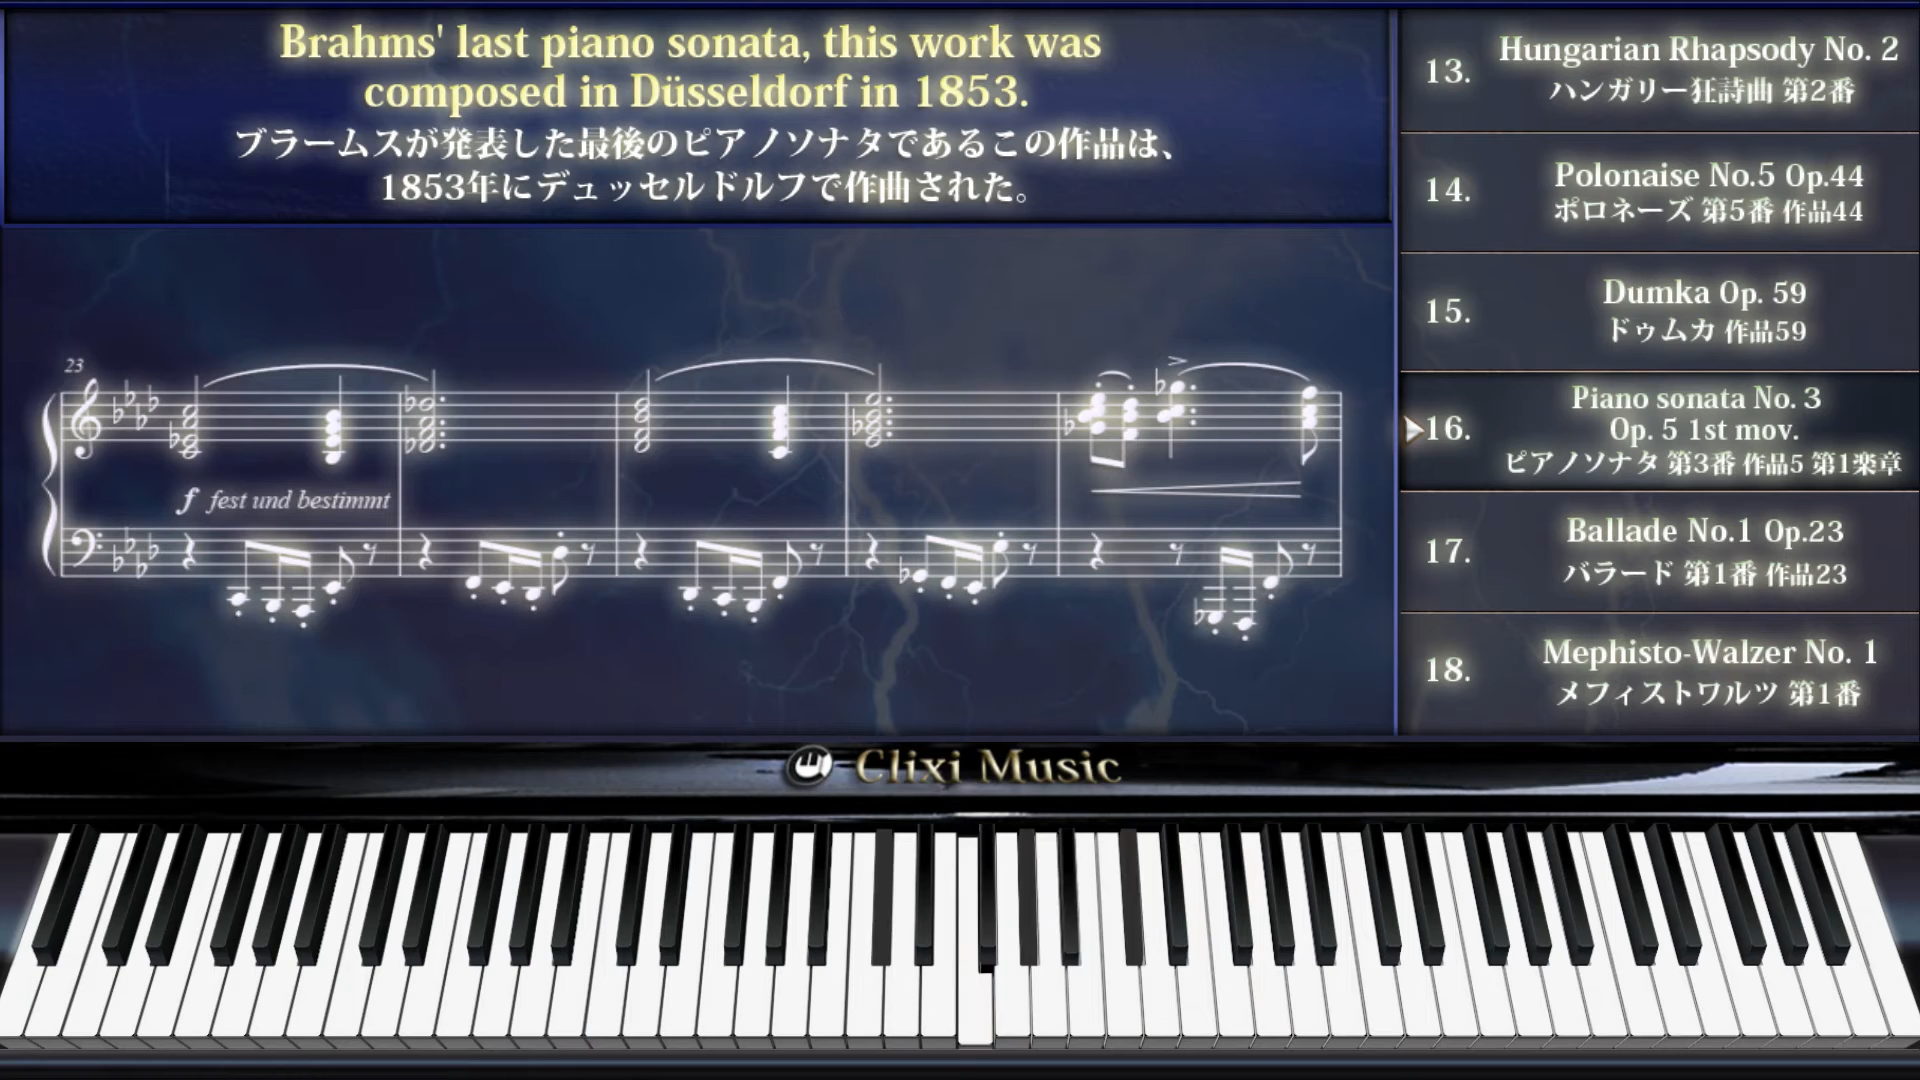 Brahms' last piano sonata, this work was
composed in Düsseldorf in 1853.
ブラームスが発表した最後のピアノソナタであるこの作品は、
1853年にデュッセルドルフで作曲された。
23
f fest und bestimmt
13.
Hungarian Rhapsody No. 2
ハンガリー狂詩曲 第2番
14.
Polonaise No.5 Op.44
ポロネーズ 第5番 作品44
15.
Dumka Op. 59
ドゥムカ 作品59
16.
Piano sonata No. 3
Op. 5 1st mov.
ピアノソナタ 第3番 作品5 第1楽章
17.
Ballade No.1 Op.23
バラード 第1番 作品23
18.
Mephisto-Walzer No. 1
メフィストワルツ 第1番
Clixi Music